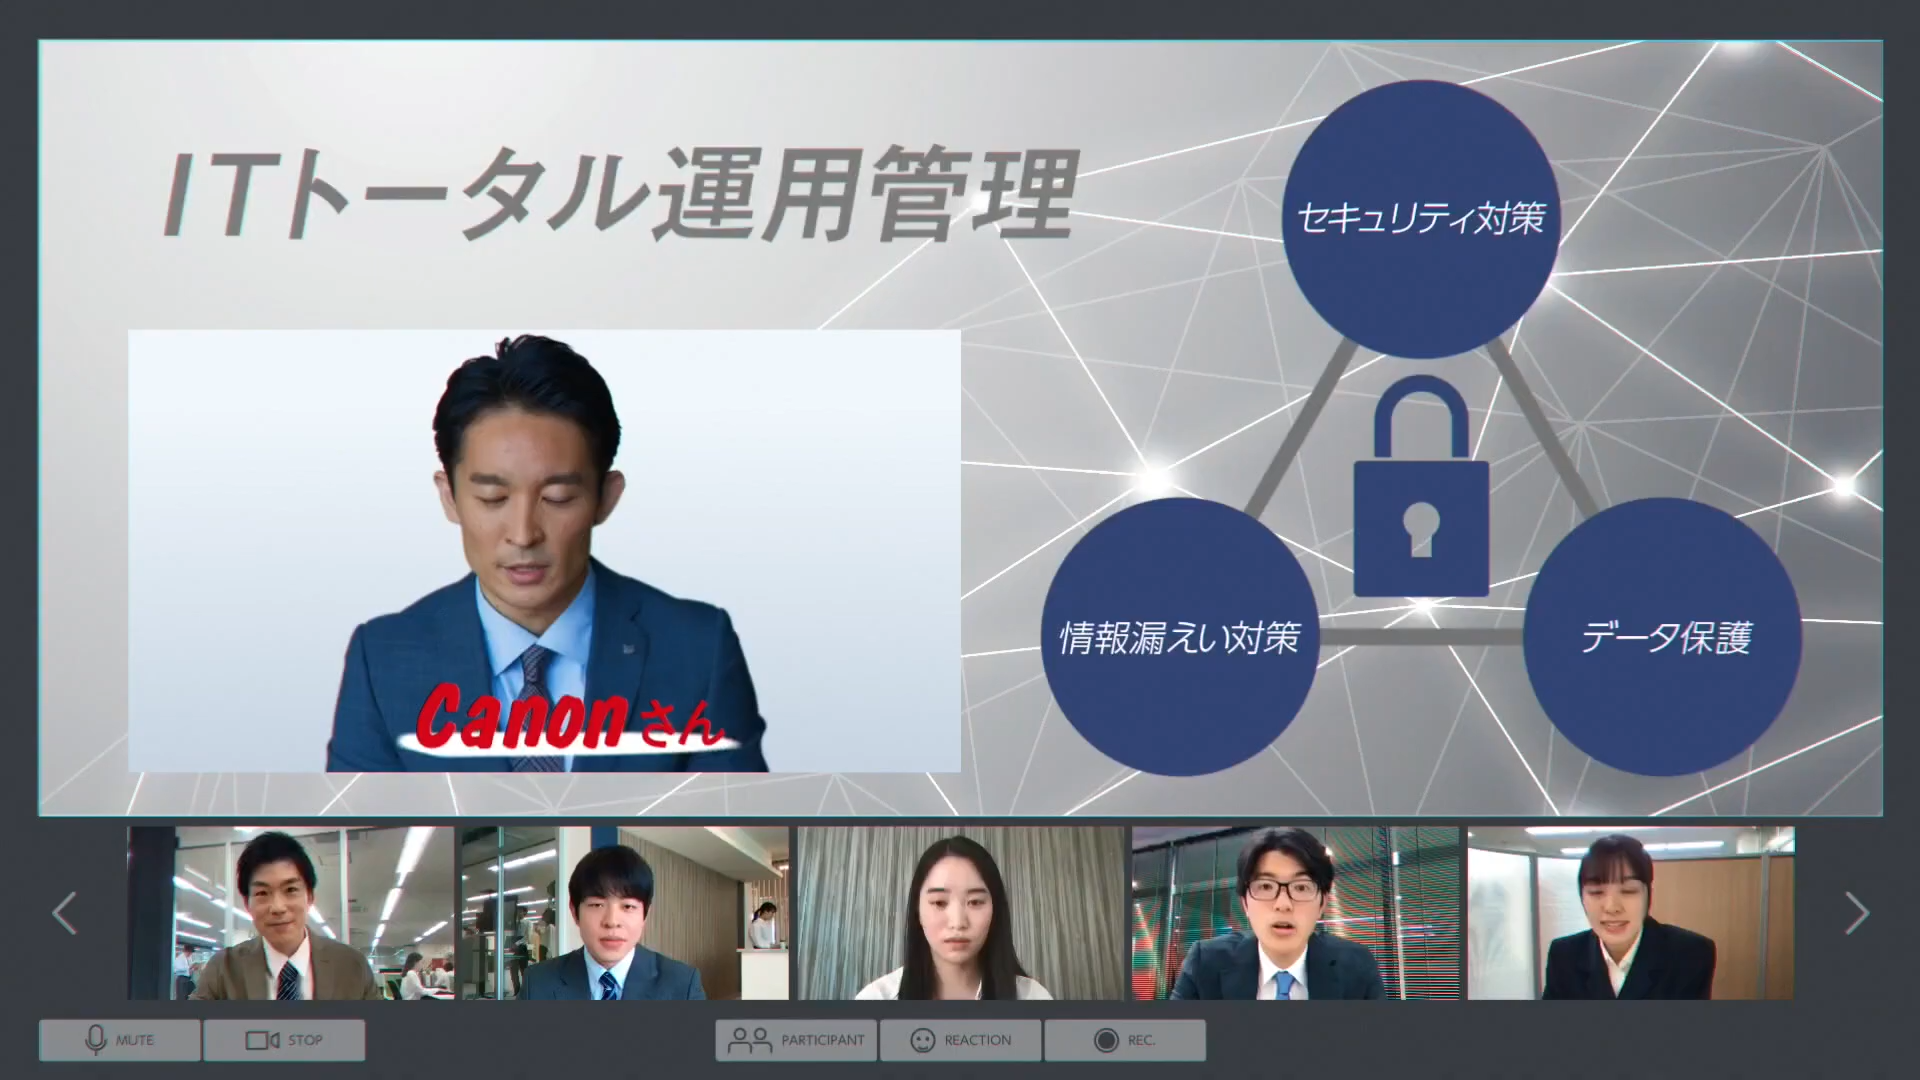 ITトータル運用管理
セキュリティ対策
情報漏えい対策
データ保護
Canonさん
MUTE
STOP
PARTICIPANT
REACTION
REC.